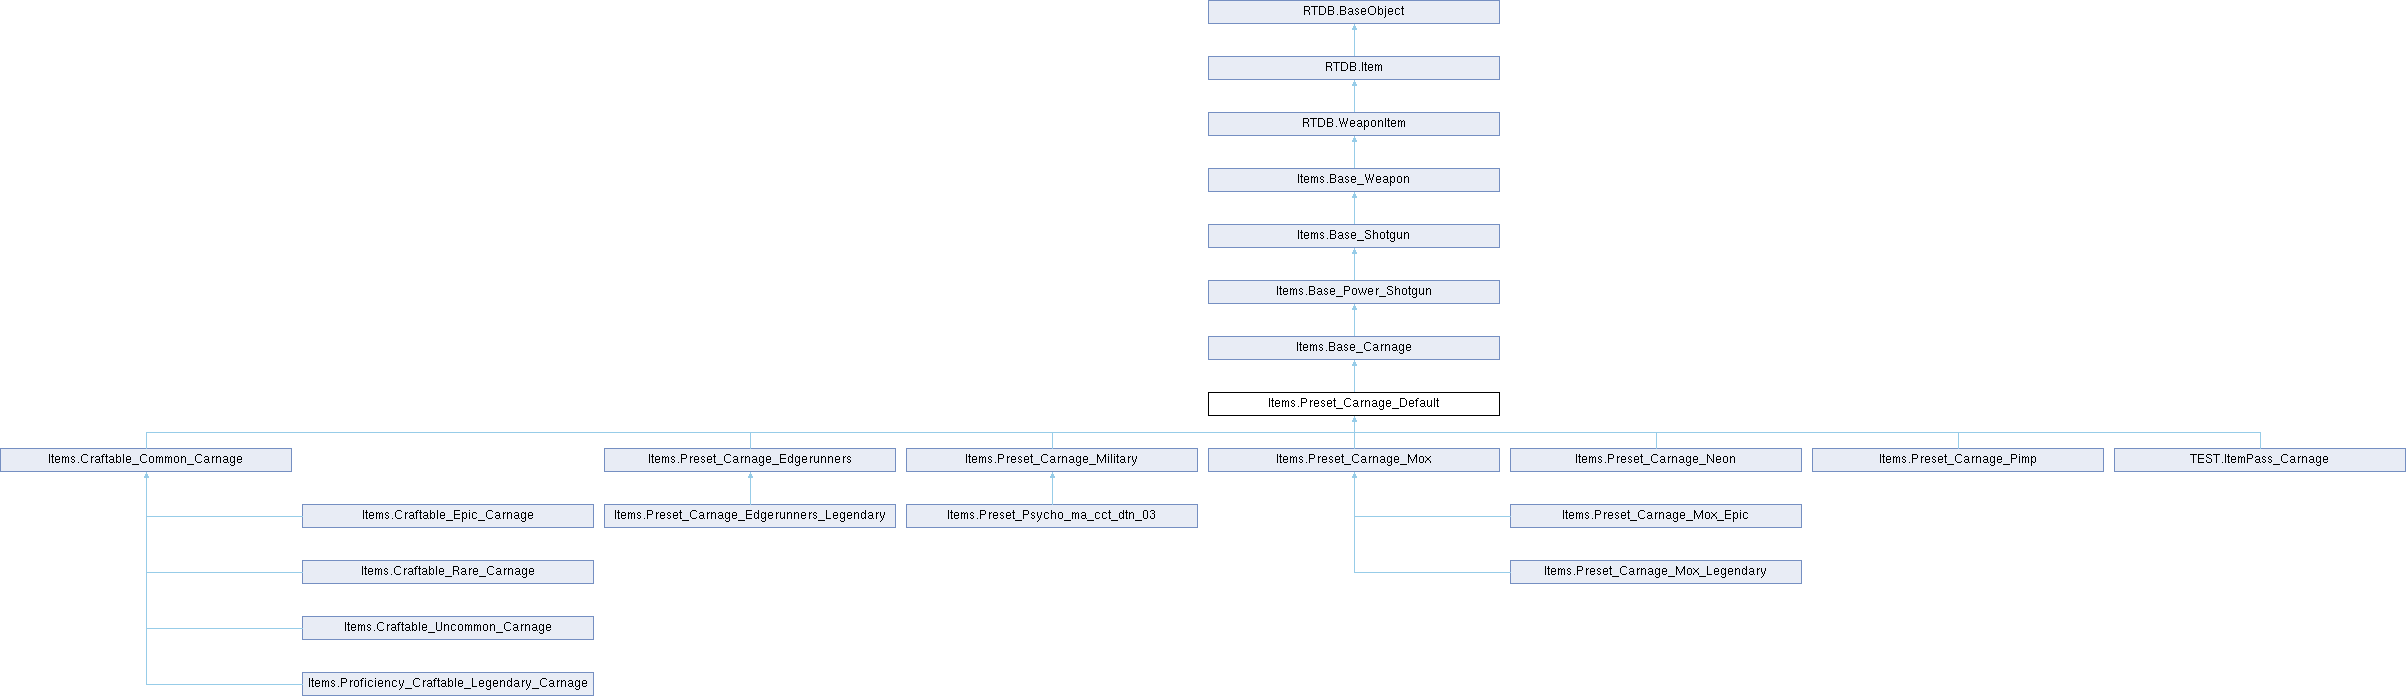 RTDB.BaseObject
RTDB.Item
RTDB.WeaponItem
Items.Base_Weapon
Items.Base_Shotgun
Items.Base_Power_Shotgun
Items.Base_Carnage
Items.Preset_Carnage_Default
Items.Craftable_Common_Carnage
Items.Preset_Carnage_Edgerunners
Items.Preset_Carnage_Military
Items.Preset_Carnage_Mox
Items.Preset_Carnage_Neon
Items.Preset_Carnage_Pimp
TEST.ItemPass_Carnage
Items.Craftable_Epic_Carnage
Items.Preset_Carnage_Edgerunners_Legendary
Items.Preset_Psycho_ma_cct_dtn_03
Items.Preset_Carnage_Mox_Epic
Items.Craftable_Rare_Carnage
Items.Preset_Carnage_Mox_Legendary
Items.Craftable_Uncommon_Carnage
Items.Proficiency_Craftable_Legendary_Carnage